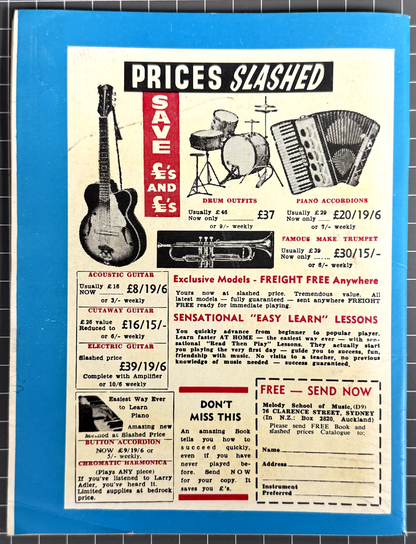 PRICES SLASHED
SAVE
£'s
AND
£'s
DRUM OUTFITS
Usually £46
Now only £37
or 9/- weekly
PIANO ACCORDIONS
Usually £29
Now only £20/19/6
or 7/- weekly
FAMOUS MAKE TRUMPET
Usually £39
Now only £30/15/-
or 6/- weekly
ACOUSTIC GUITAR
Usually £16
NOW £8/19/6
or 3/- weekly
CUTAWAY GUITAR
£26 value
Reduced to £16/15/-
or 6/- weekly
ELECTRIC GUITAR
Slashed price
£39/19/6
Complete with Amplifier
or 10/6 weekly
Exclusive Models - FREIGHT FREE Anywhere
Yours now at slashed price. Tremendous value. All
latest models — fully guaranteed — sent anywhere FREIGHT
FREE ready for immediate playing.
SENSATIONAL "EASY LEARN" LESSONS
You quickly advance from beginner to popular player.
Learn faster AT HOME — the easiest way ever — with sen-
sational "Read Then Play" Lessons. They actually start
you playing the very first day — guide you to success, fun,
friendship with music. No visits to a teacher, no previous
knowledge of music needed — success guaranteed.
Easiest Way Ever
to Learn
Piano
Amazing new
Method at Slashed Price
BUTTON ACCORDION
NOW £9/19/6 or
5/- weekly.
CHROMATIC HARMONICA
(Plays ANY piece)
If you've listened to Larry
Adler, you've heard it.
Limited supplies at bedrock
price.
DON'T
MISS THIS
An amazing Book
tells you how to
succeed quickly,
even if you have
never played be-
fore. Send NOW
for your copy. It
saves you £'s.
FREE — SEND NOW
Melody School of Music, (D9)
76 CLARENCE STREET, SYDNEY
(In N.Z.: Box 2820, Auckland)
Please send FREE Book and
slashed prices Catalogue to:
Name
Address
Instrument
Preferred